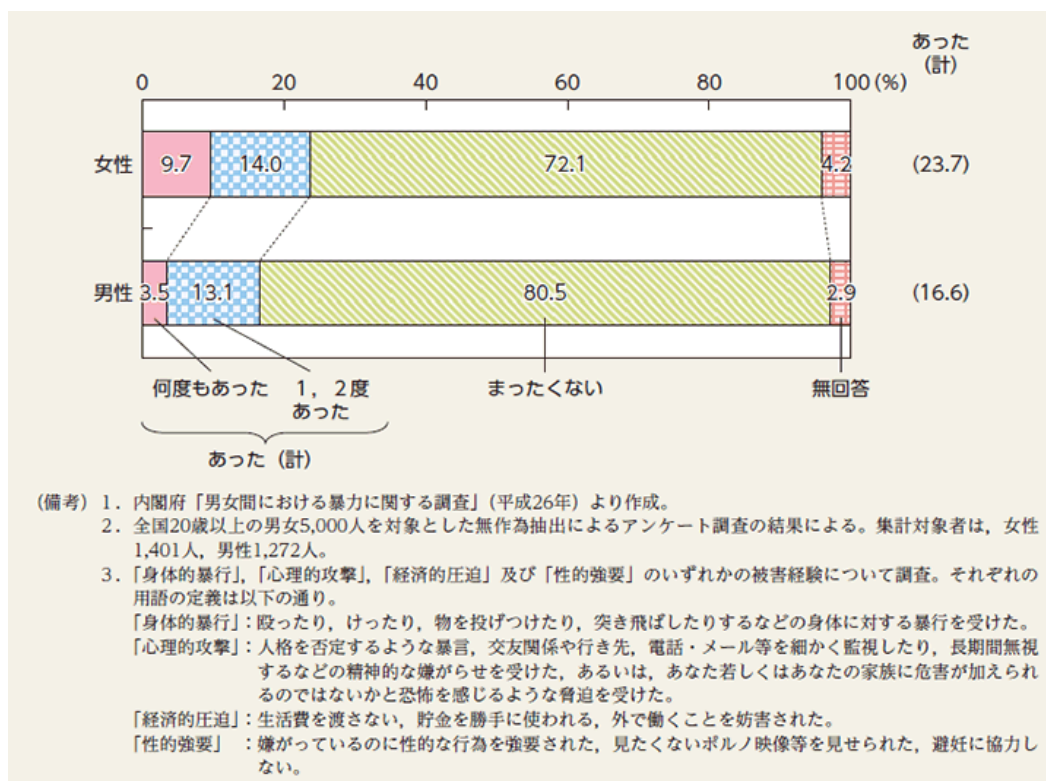 あった
（計）
0 20 40 60 80 100(%)
女性 9.7 14.0 72.1 4.2 (23.7)
男性 3.5 13.1 80.5 2.9 (16.6)
何度もあった 1，2度 まったくない 無回答
あった
あった（計）
（備考）1．内閣府「男女間における暴力に関する調査」（平成26年）より作成。
2．全国20歳以上の男女5,000人を対象とした無作為抽出によるアンケート調査の結果による。集計対象者は，女性
1,401人，男性1,272人。
3．「身体的暴行」，「心理的攻撃」，「経済的圧迫」及び「性的強要」のいずれかの被害経験について調査。それぞれの
用語の定義は以下の通り。
「身体的暴行」：殴ったり，けったり，物を投げつけたり，突き飛ばしたりするなどの身体に対する暴行を受けた。
「心理的攻撃」：人格を否定するような暴言，交友関係や行き先，電話・メール等を細かく監視したり，長期間無視
するなどの精神的な嫌がらせを受けた，あるいは，あなた若しくはあなたの家族に危害が加えられ
るのではないかと恐怖を感じるような脅迫を受けた。
「経済的圧迫」：生活費を渡さない，貯金を勝手に使われる，外で働くことを妨害された。
「性的強要」：嫌がっているのに性的な行為を強要された，見たくないポルノ映像等を見せられた，避妊に協力し
ない。